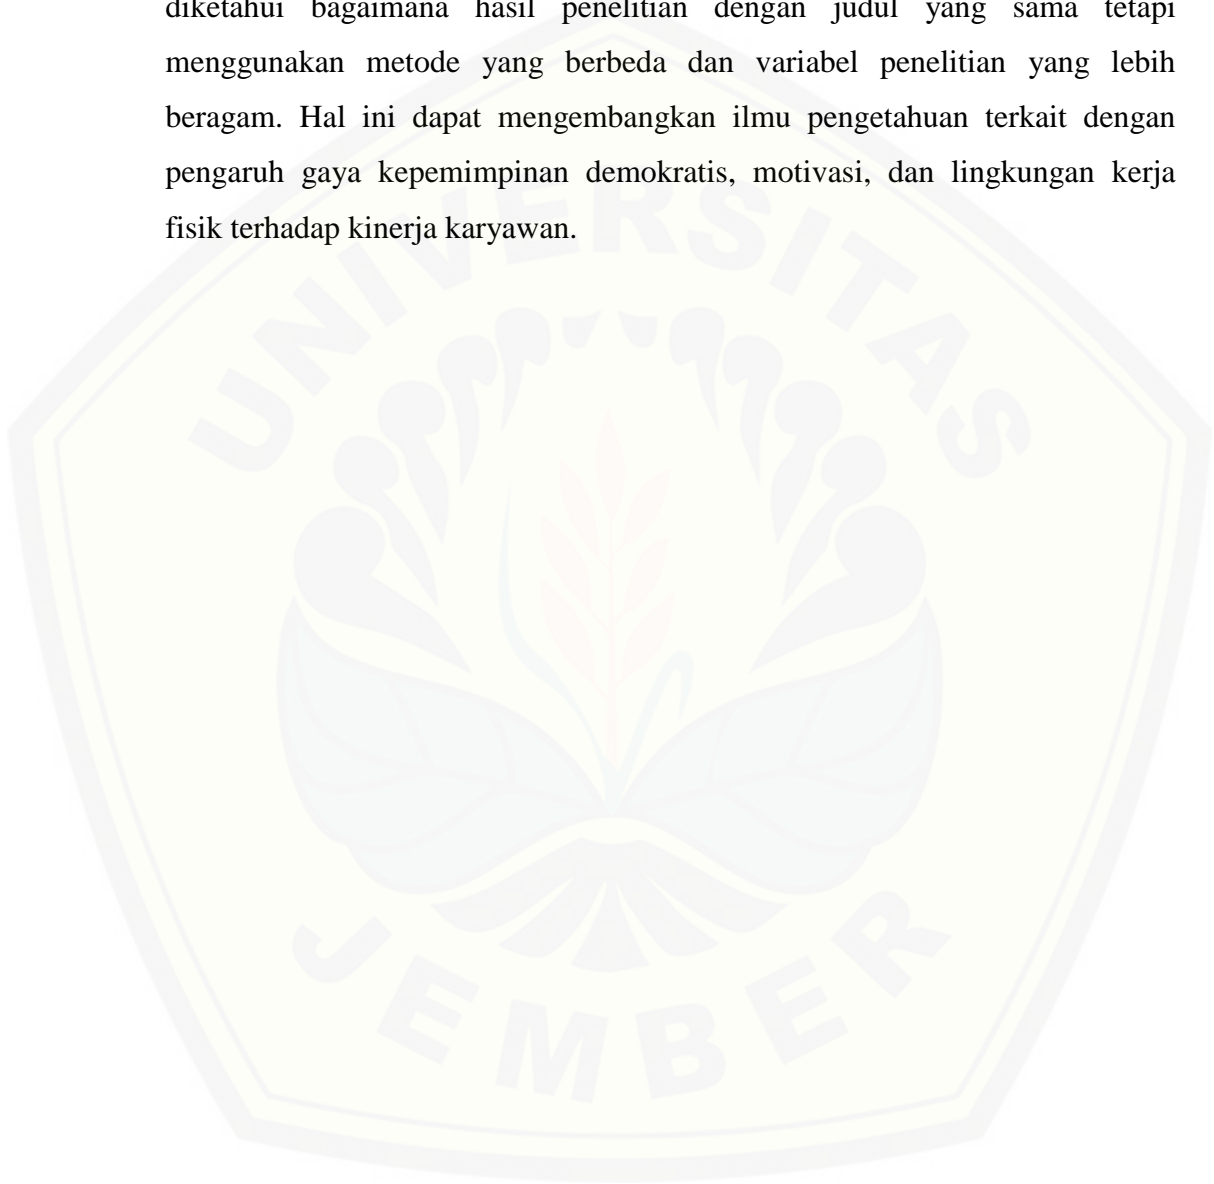 diketahui bagaimana hasil penelitian dengan judul yang sama tetapi
menggunakan metode yang berbeda dan variabel penelitian yang lebih
beragam. Hal ini dapat mengembangkan ilmu pengetahuan terkait dengan
pengaruh gaya kepemimpinan demokratis, motivasi, dan lingkungan kerja
fisik terhadap kinerja karyawan.
UNIVERSITAS
JEMBER